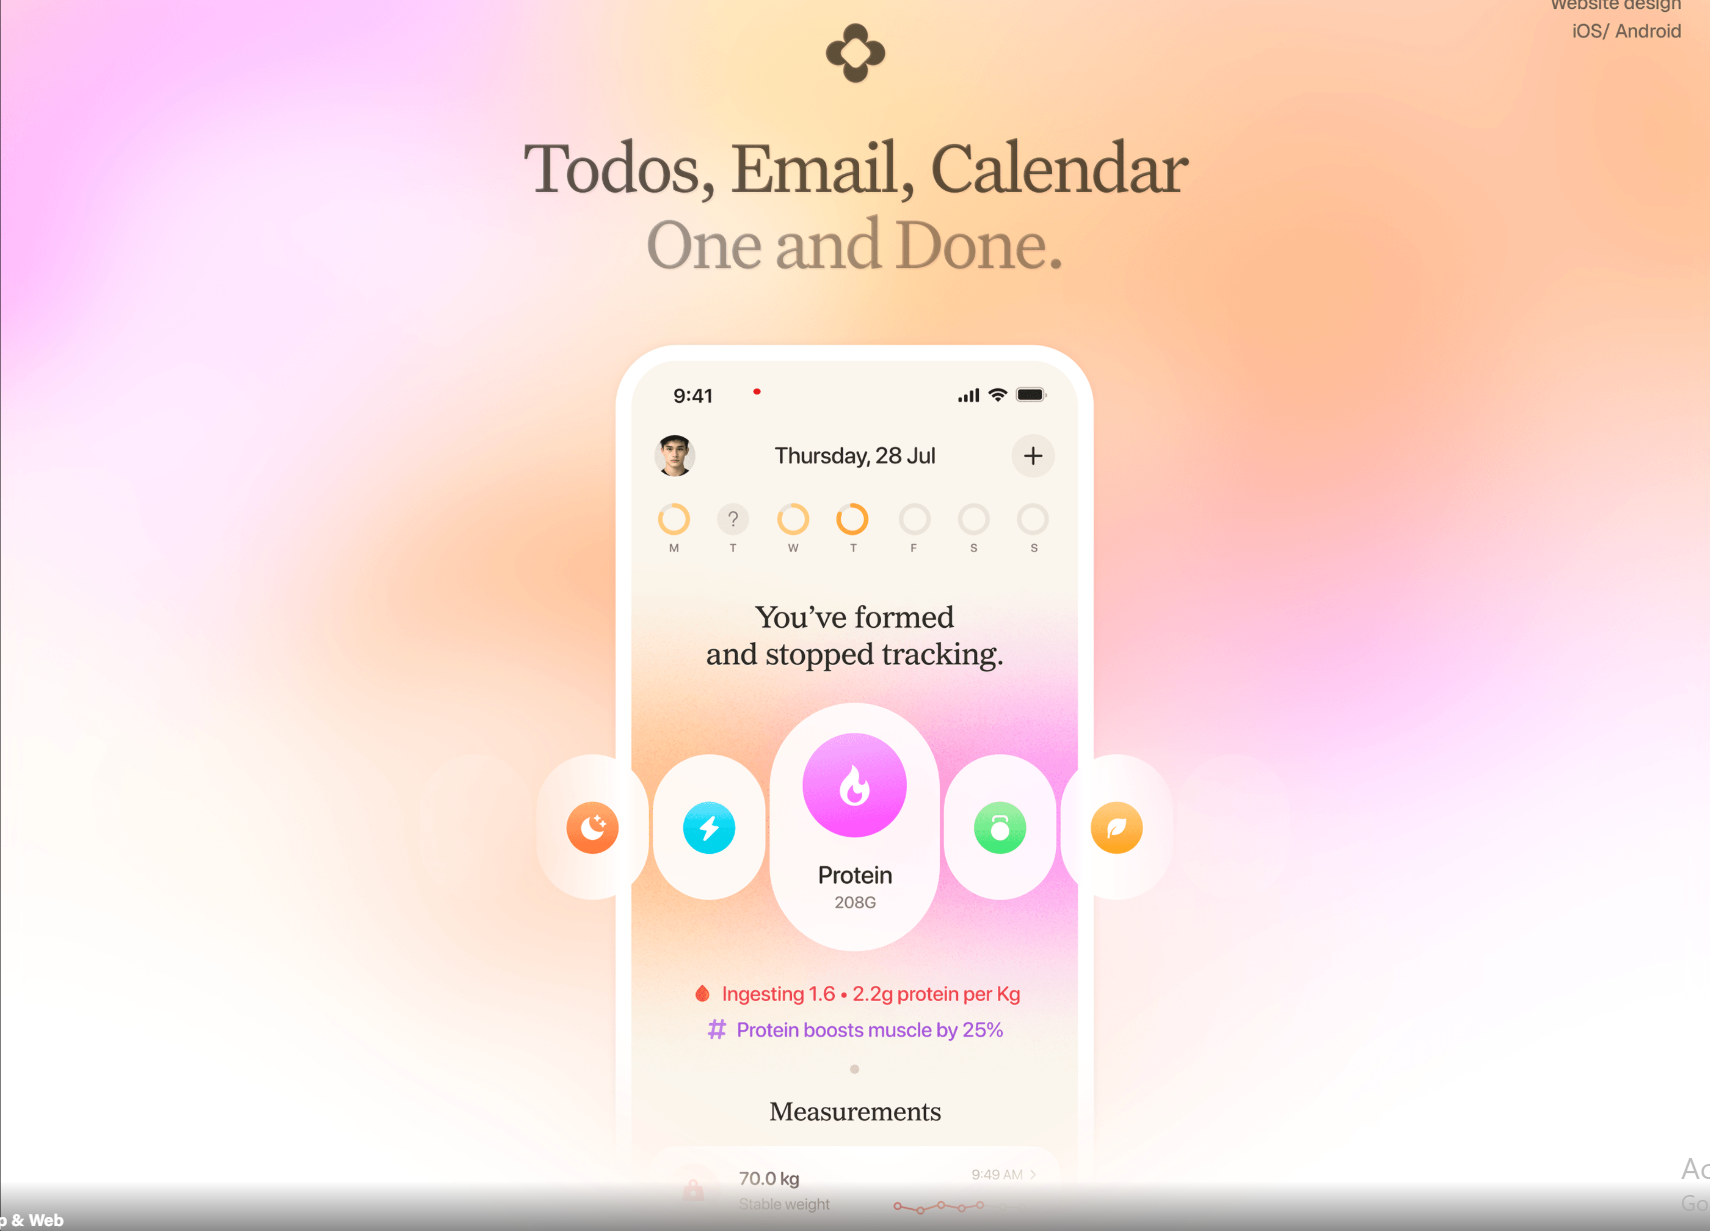 Website design
iOS/ Android
Todos, Email, Calendar
One and Done.
9:41
Thursday, 28 Jul
?
M T W T F S S
You’ve formed
and stopped tracking.
Protein
208G
Ingesting 1.6 • 2.2g protein per Kg
# Protein boosts muscle by 25%
Measurements
70.0 kg
9:49 AM >
Stable weight
& Web